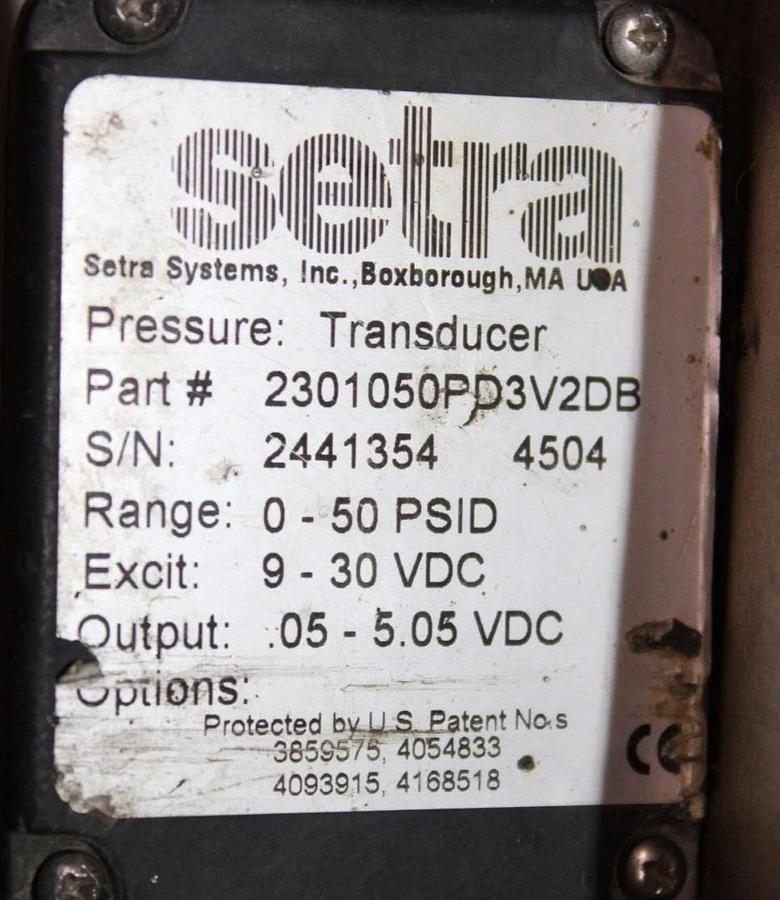 setra
Setra Systems, Inc.,Boxborough,MA USA
Pressure: Transducer
Part # 2301050PD3V2DB
S/N: 2441354 4504
Range: 0 - 50 PSID
Excit: 9 - 30 VDC
Output: .05 - 5.05 VDC
Options:
Protected by U.S. Patent No.s
3859575, 4054833
4093915, 4168518
CE